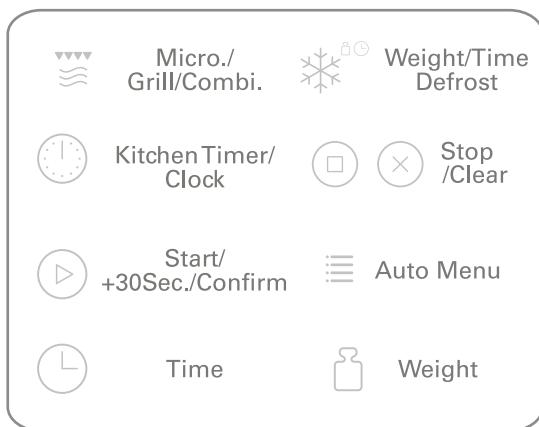 Micro./
Grill/Combi.
Weight/Time
Defrost
Kitchen Timer/
Clock
Stop
/Clear
Start/
+30Sec./Confirm
Auto Menu
Time
Weight